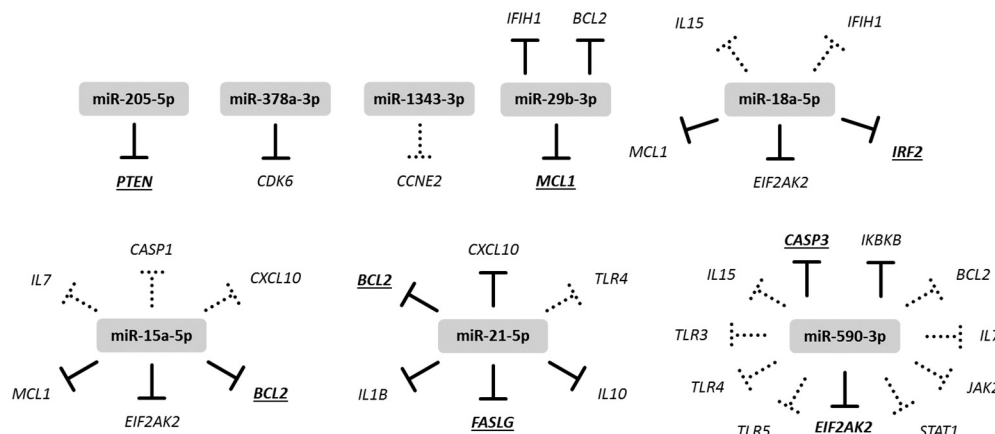 IFIH1 BCL2 IL15 IFIH1
miR-205-5p miR-378a-3p miR-1343-3p miR-29b-3p miR-18a-5p
PTEN CDK6 CCNE2 MCL1 MCL1 EIF2AK2 IRF2
CASP1 CXCL10 CASP3 IKBKB
IL7 CXCL10 BCL2 TLR4 IL15 BCL2
miR-15a-5p miR-21-5p TLR3 miR-590-3p IL7
MCL1 EIF2AK2 BCL2 IL1B FASLG IL10 TLR4 JAK2
TLR5 EIF2AK2 STAT1